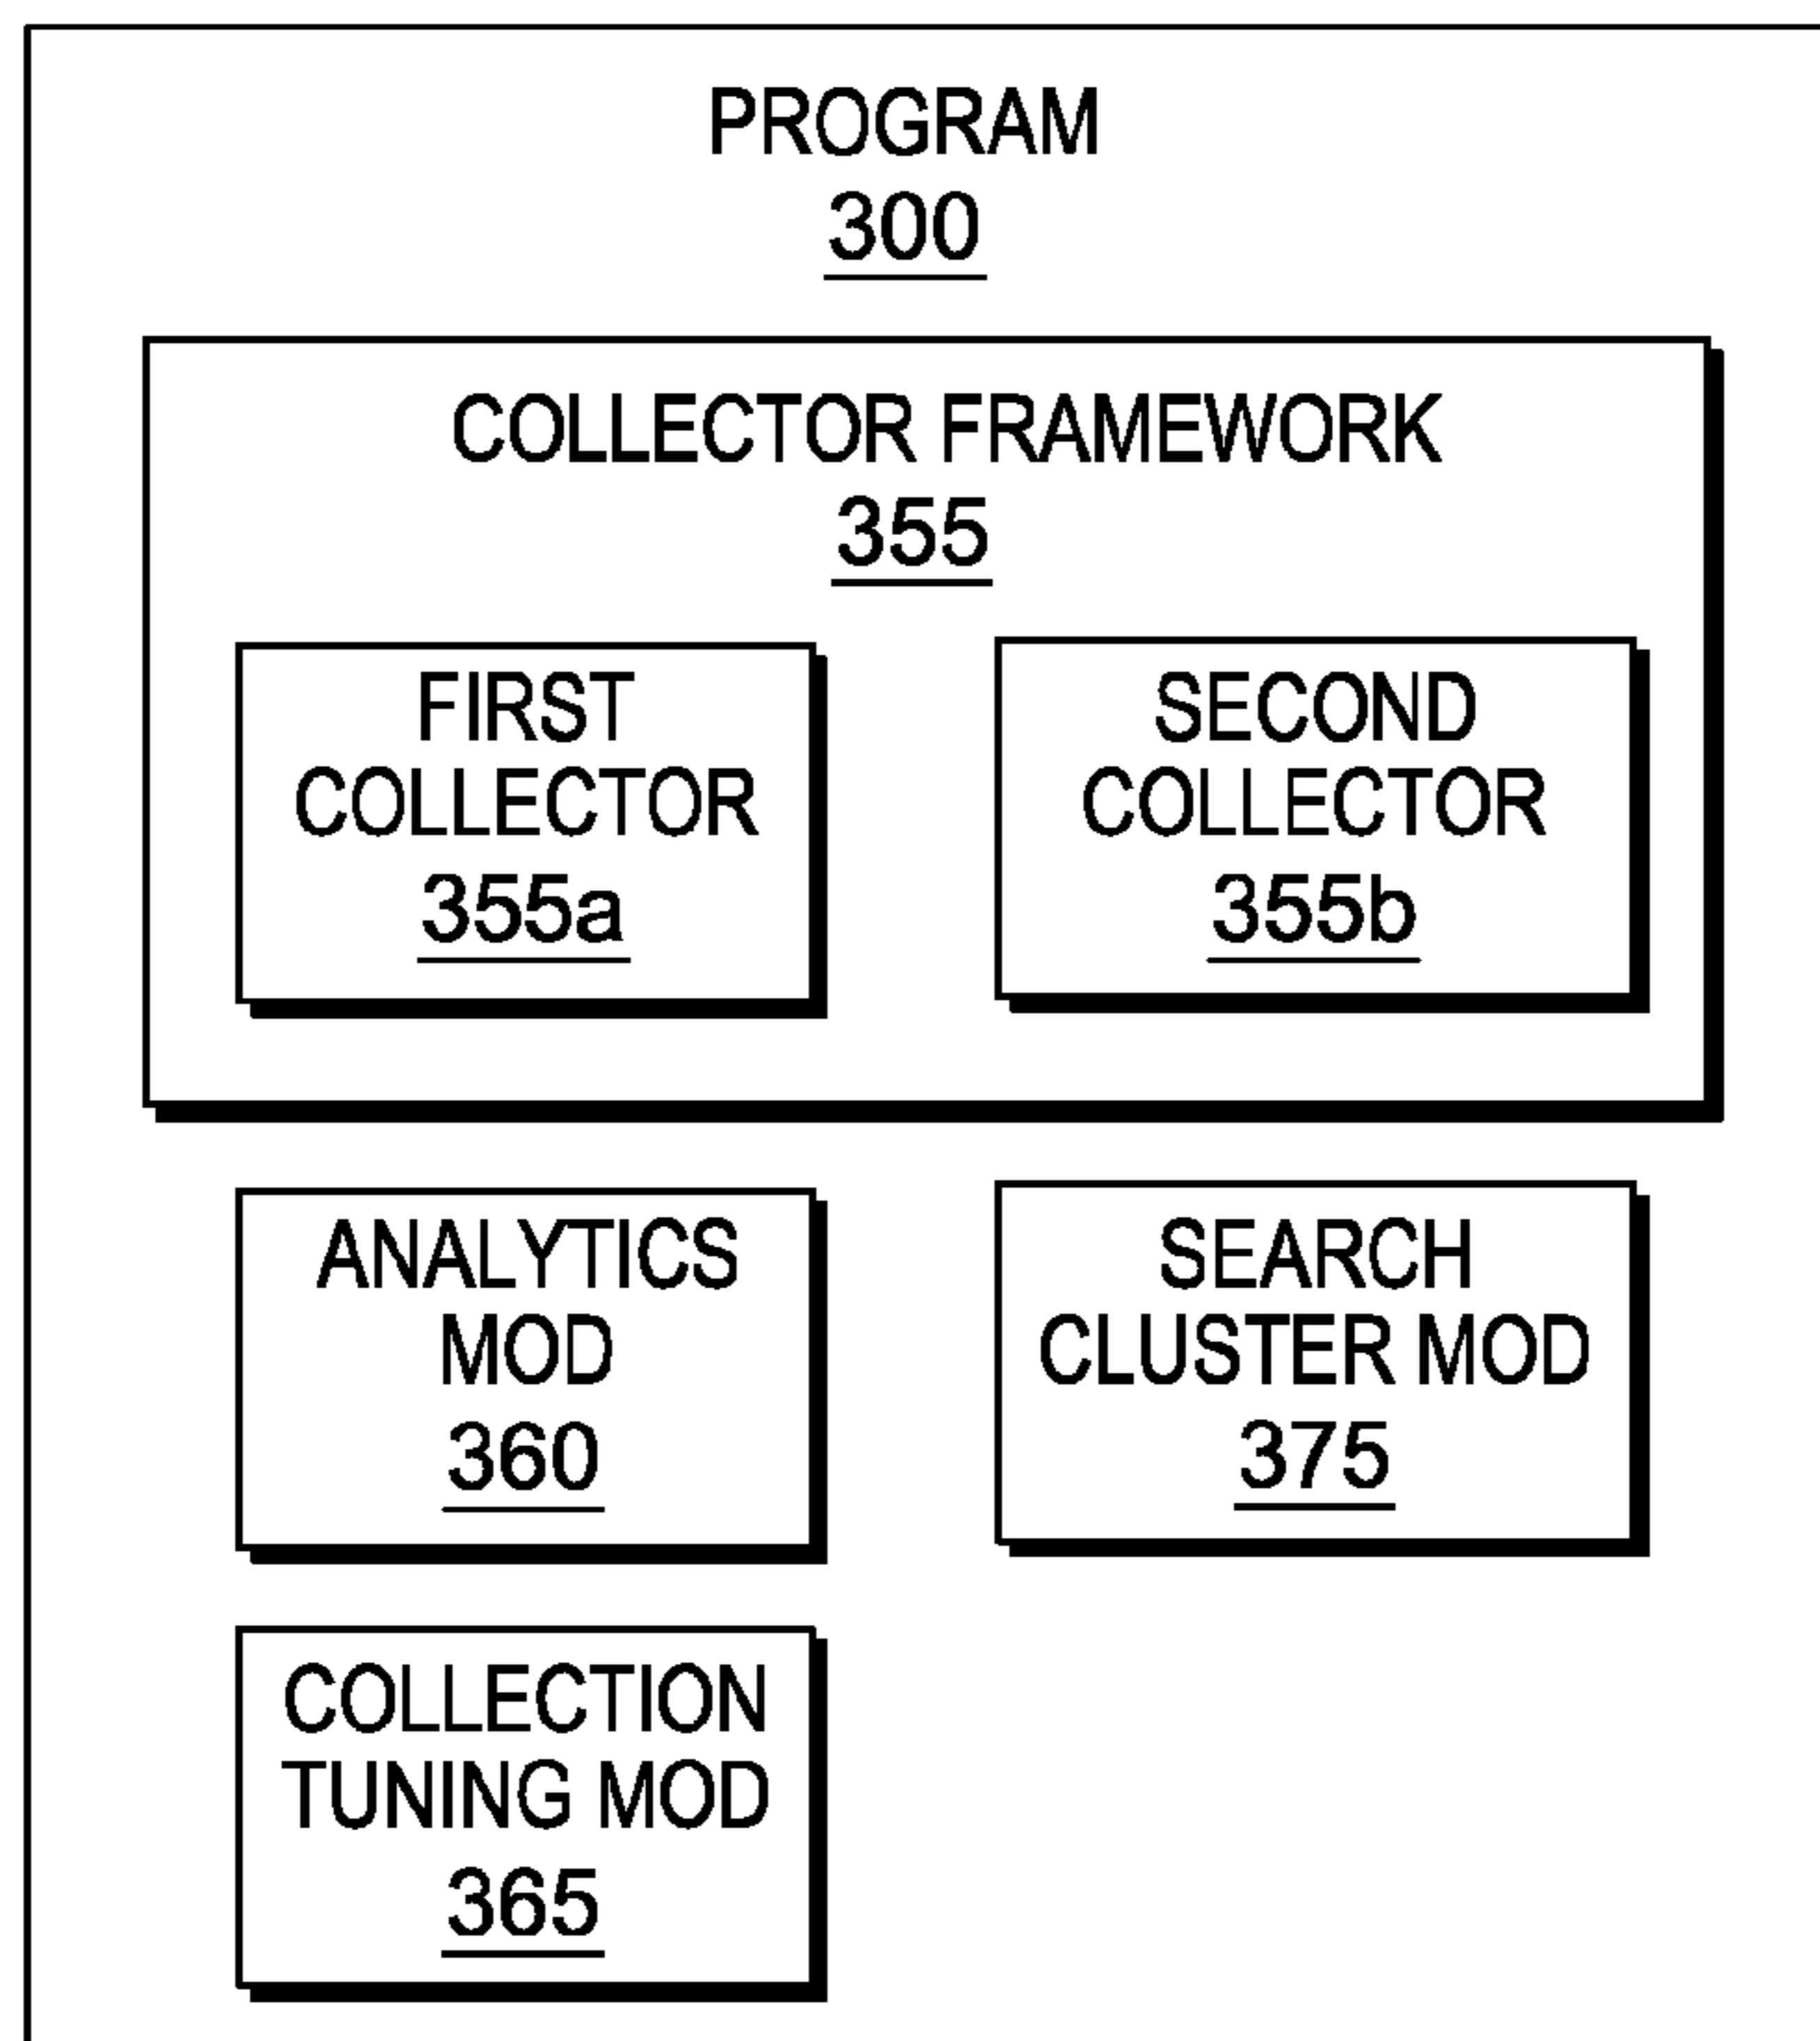 PROGRAM
300
COLLECTOR FRAMEWORK
355
FIRST
COLLECTOR
355a
SECOND
COLLECTOR
355b
ANALYTICS
MOD
360
SEARCH
CLUSTER MOD
375
COLLECTION
TUNING MOD
365